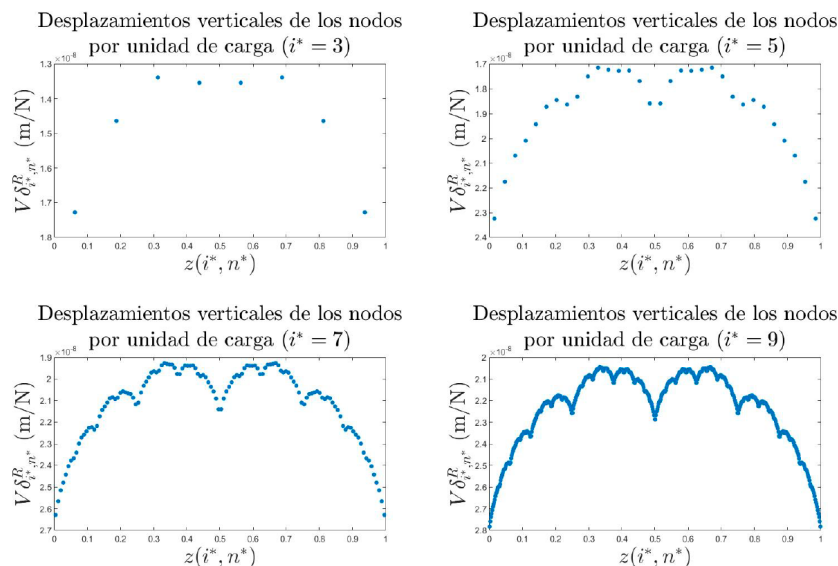 Desplazamientos verticales de los nodos
por unidad de carga (i* = 3)
×10⁻⁸
1.3
1.4
1.5
1.6
1.7
1.8
V δᴿᵢ*,ₙ* (m/N)
0 0.1 0.2 0.3 0.4 0.5 0.6 0.7 0.8 0.9 1
z(i*, n*)
Desplazamientos verticales de los nodos
por unidad de carga (i* = 5)
×10⁻⁸
1.7
1.8
1.9
2
2.1
2.2
2.3
2.4
V δᴿᵢ*,ₙ* (m/N)
0 0.1 0.2 0.3 0.4 0.5 0.6 0.7 0.8 0.9 1
z(i*, n*)
Desplazamientos verticales de los nodos
por unidad de carga (i* = 7)
×10⁻⁸
1.9
2
2.1
2.2
2.3
2.4
2.5
2.6
2.7
V δᴿᵢ*,ₙ* (m/N)
0 0.1 0.2 0.3 0.4 0.5 0.6 0.7 0.8 0.9 1
z(i*, n*)
Desplazamientos verticales de los nodos
por unidad de carga (i* = 9)
×10⁻⁸
2
2.1
2.2
2.3
2.4
2.5
2.6
2.7
2.8
V δᴿᵢ*,ₙ* (m/N)
0 0.1 0.2 0.3 0.4 0.5 0.6 0.7 0.8 0.9 1
z(i*, n*)